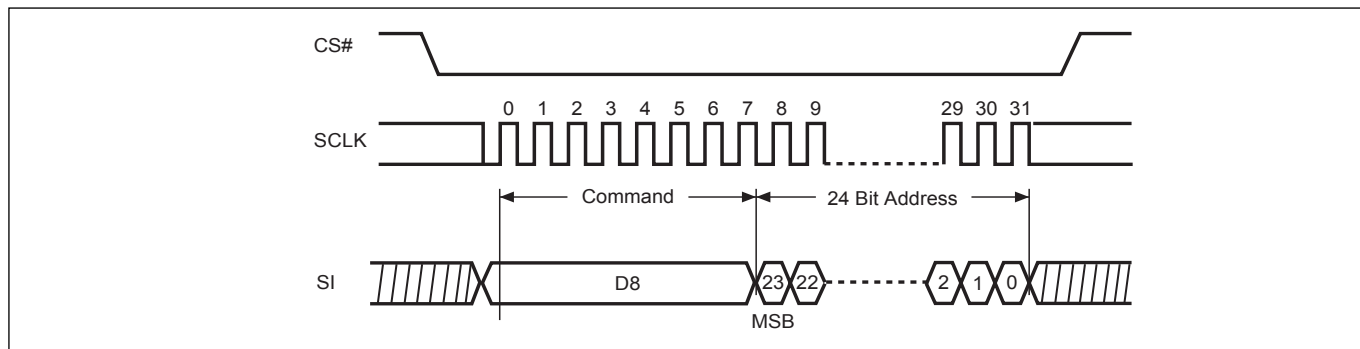 CS#
0 1 2 3 4 5 6 7 8 9 29 30 31
SCLK
Command 24 Bit Address
SI D8 23 22 2 1 0
MSB